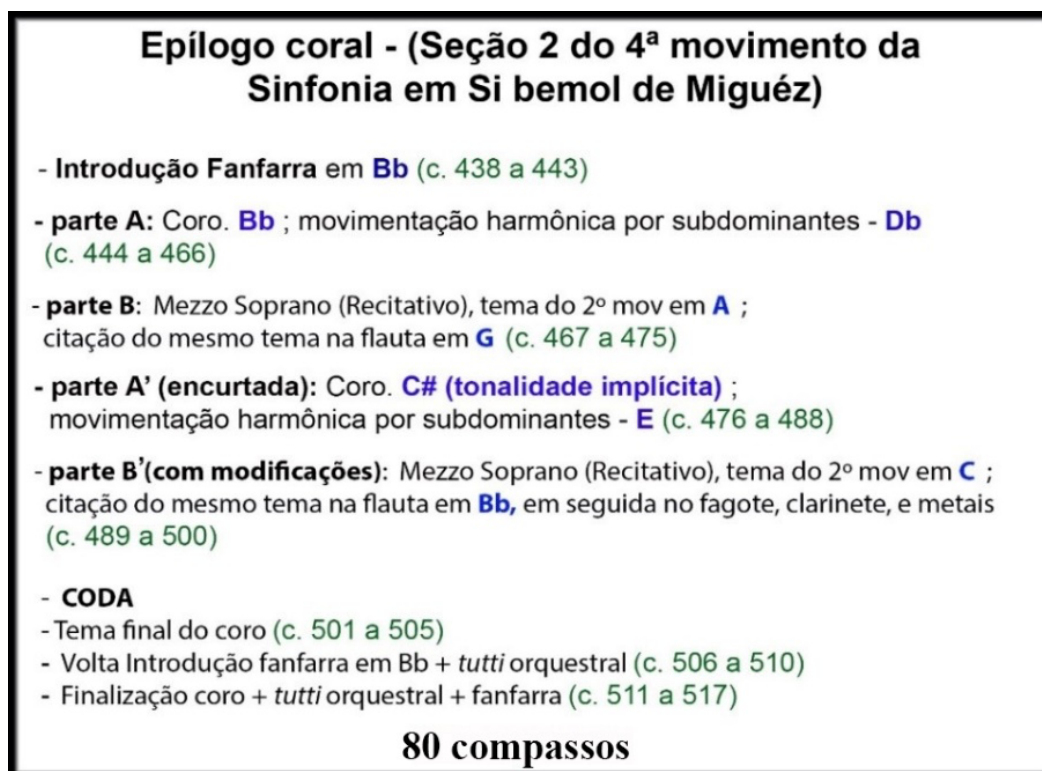 Epílogo coral - (Seção 2 do 4ª movimento da
Sinfonia em Si bemol de Miguéz)
- Introdução Fanfarra em Bb (c. 438 a 443)
- parte A: Coro. Bb ; movimentação harmônica por subdominantes - Db
(c. 444 a 466)
- parte B: Mezzo Soprano (Recitativo), tema do 2º mov em A ;
citação do mesmo tema na flauta em G (c. 467 a 475)
- parte A' (encurtada): Coro. C# (tonalidade implícita) ;
movimentação harmônica por subdominantes - E (c. 476 a 488)
- parte B'(com modificações): Mezzo Soprano (Recitativo), tema do 2º mov em C ;
citação do mesmo tema na flauta em Bb, em seguida no fagote, clarinete, e metais
(c. 489 a 500)
- CODA
- Tema final do coro (c. 501 a 505)
- Volta Introdução fanfarra em Bb + tutti orquestral (c. 506 a 510)
- Finalização coro + tutti orquestral + fanfarra (c. 511 a 517)
80 compassos